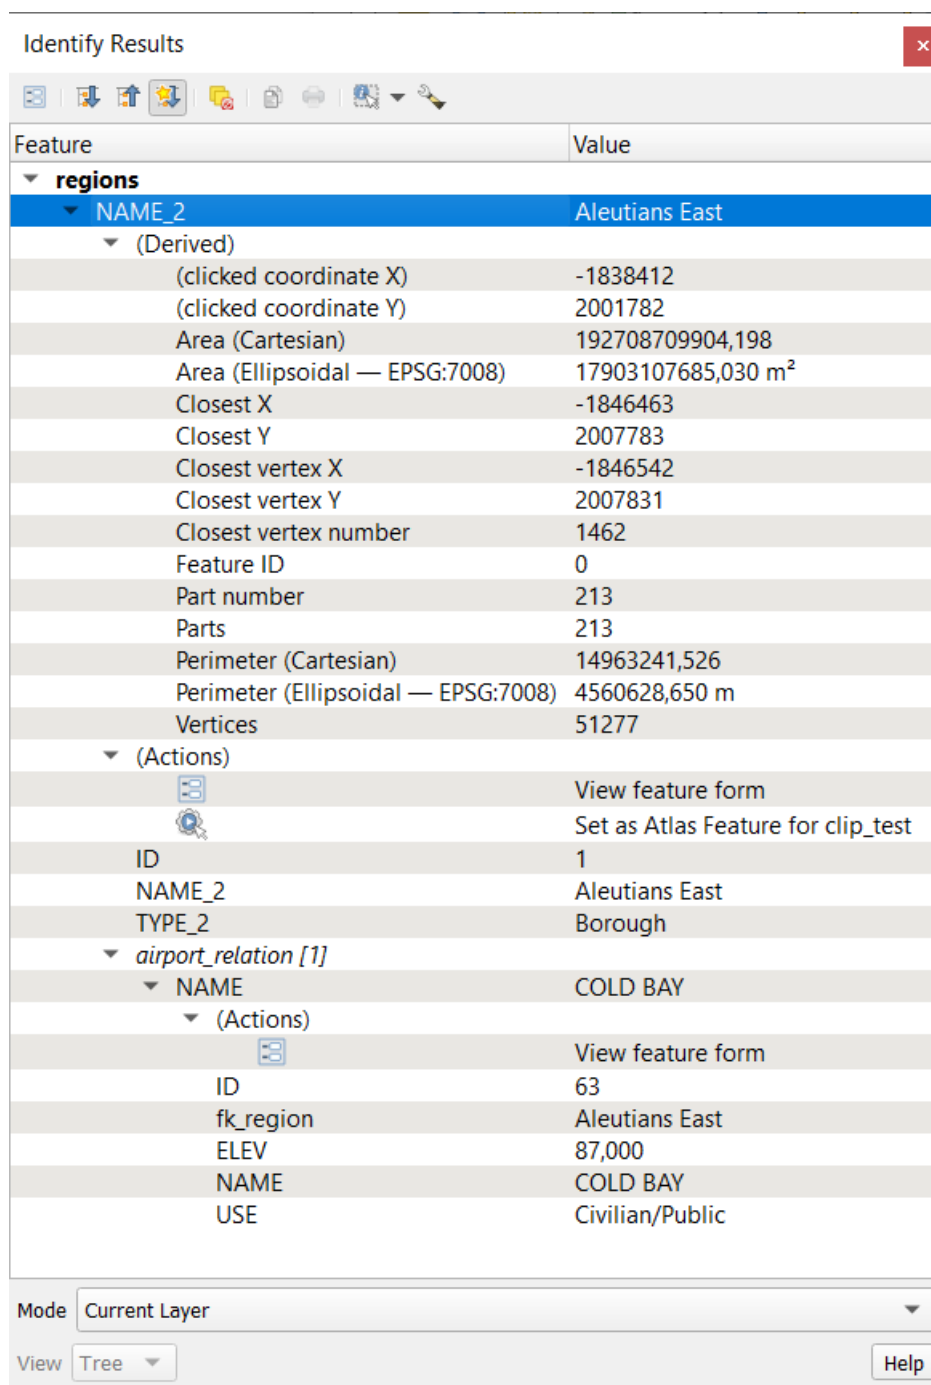 Identify Results
Feature Value
regions
NAME_2 Aleutians East
(Derived)
(clicked coordinate X) -1838412
(clicked coordinate Y) 2001782
Area (Cartesian) 192708709904,198
Area (Ellipsoidal — EPSG:7008) 17903107685,030 m²
Closest X -1846463
Closest Y 2007783
Closest vertex X -1846542
Closest vertex Y 2007831
Closest vertex number 1462
Feature ID 0
Part number 213
Parts 213
Perimeter (Cartesian) 14963241,526
Perimeter (Ellipsoidal — EPSG:7008) 4560628,650 m
Vertices 51277
(Actions)
View feature form
Set as Atlas Feature for clip_test
ID 1
NAME_2 Aleutians East
TYPE_2 Borough
airport_relation [1]
NAME COLD BAY
(Actions)
View feature form
ID 63
fk_region Aleutians East
ELEV 87,000
NAME COLD BAY
USE Civilian/Public
Mode Current Layer
View Tree Help